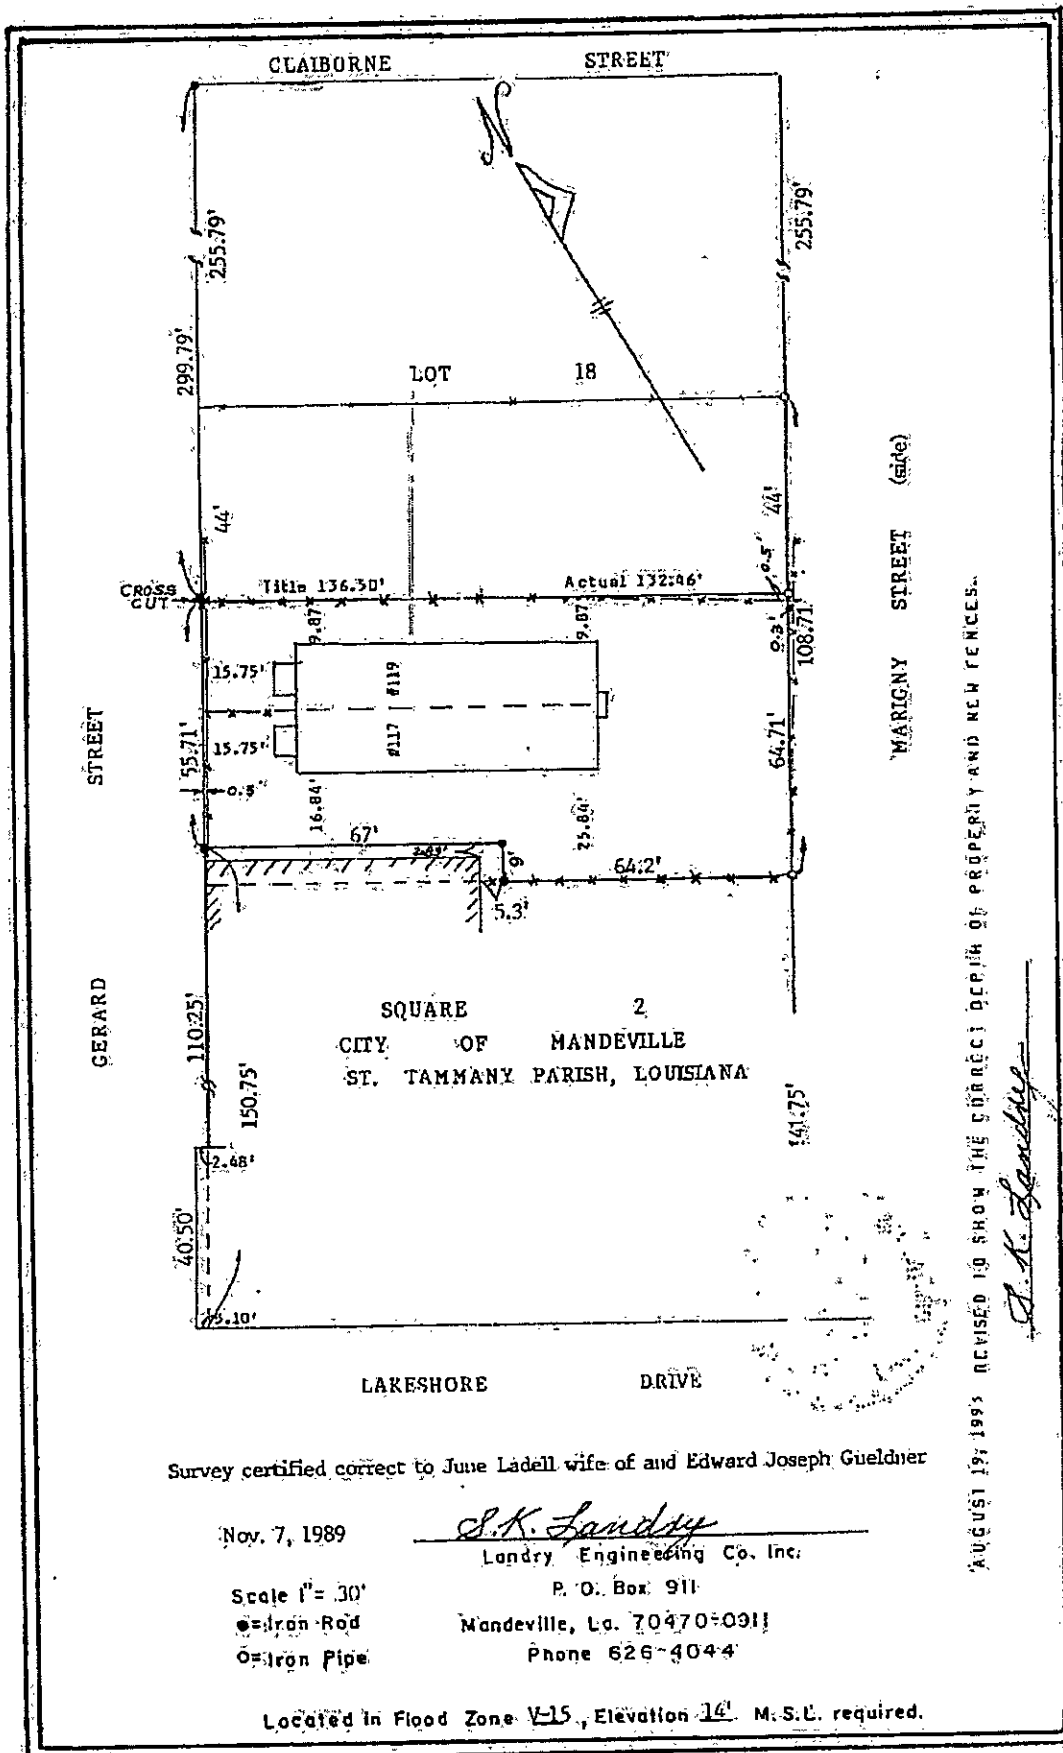 CLAIBORNE STREET
N
255.79'
255.79'
299.79'
LOT 18
MARIGNY STREET (side)
44'
44'
0.5'
CROSS CUT
Title 136.50' Actual 132.46'
9.87'
9.87'
0.3'
108.71'
15.75'
#119
#117
15.75'
55.71'
64.71'
0.5'
16.84'
25.84'
67'
9'
64.2'
5.3'
GERARD STREET
SQUARE 2
CITY OF MANDEVILLE
ST. TAMMANY PARISH, LOUISIANA
110.25'
150.75'
141.75'
2.48'
40.50'
LAKESHORE DRIVE
AUGUST 19, 1993 REVISED TO SHOW THE CORRECT DEPTH OF PROPERTY AND NEW FENCES.
S. K. Landry
Survey certified correct to June Ladell wife of and Edward Joseph Gueldner
Nov. 7, 1989
S.K. Landry
Landry Engineering Co. Inc.
Scale 1"= 30'
P. O. Box 911
●=Iron Rod
Mandeville, La. 70470-0911
O=Iron Pipe
Phone 626-4044
Located in Flood Zone V-15, Elevation 14' M.S.L. required.